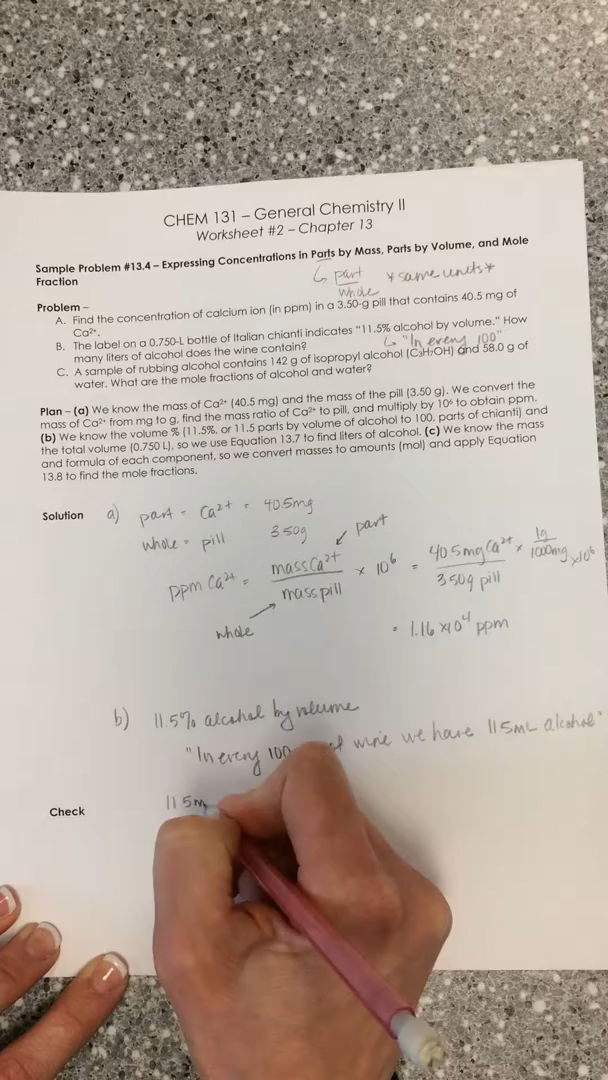 CHEM 131 – General Chemistry II
Worksheet #2 – Chapter 13
Sample Problem #13.4 – Expressing Concentrations in Parts by Mass, Parts by Volume, and Mole
Fraction
part
whole
*same units*
Problem –
A. Find the concentration of calcium ion (in ppm) in a 3.50-g pill that contains 40.5 mg of
Ca²⁺.
B. The label on a 0.750-L bottle of Italian chianti indicates "11.5% alcohol by volume." How
many liters of alcohol does the wine contain?
↳ "In every 100"
C. A sample of rubbing alcohol contains 142 g of isopropyl alcohol (C₃H₇OH) and 58.0 g of
water. What are the mole fractions of alcohol and water?
Plan – (a) We know the mass of Ca²⁺ (40.5 mg) and the mass of the pill (3.50 g). We convert the
mass of Ca²⁺ from mg to g, find the mass ratio of Ca²⁺ to pill, and multiply by 10⁶ to obtain ppm.
(b) We know the volume % (11.5%, or 11.5 parts by volume of alcohol to 100. parts of chianti) and
the total volume (0.750 L), so we use Equation 13.7 to find liters of alcohol. (c) We know the mass
and formula of each component, so we convert masses to amounts (mol) and apply Equation
13.8 to find the mole fractions.
Solution
a) part = Ca²⁺ = 40.5mg
whole = pill 3.50g
part
ppm Ca²⁺ = mass Ca²⁺ / mass pill × 10⁶ = 40.5 mg Ca²⁺ / 3.50g pill × 1g / 1000mg × 10⁶
whole
= 1.16 × 10⁴ ppm
b) 11.5% alcohol by volume
"In every 100 of wine we have 11.5mL alcohol"
Check
11.5m